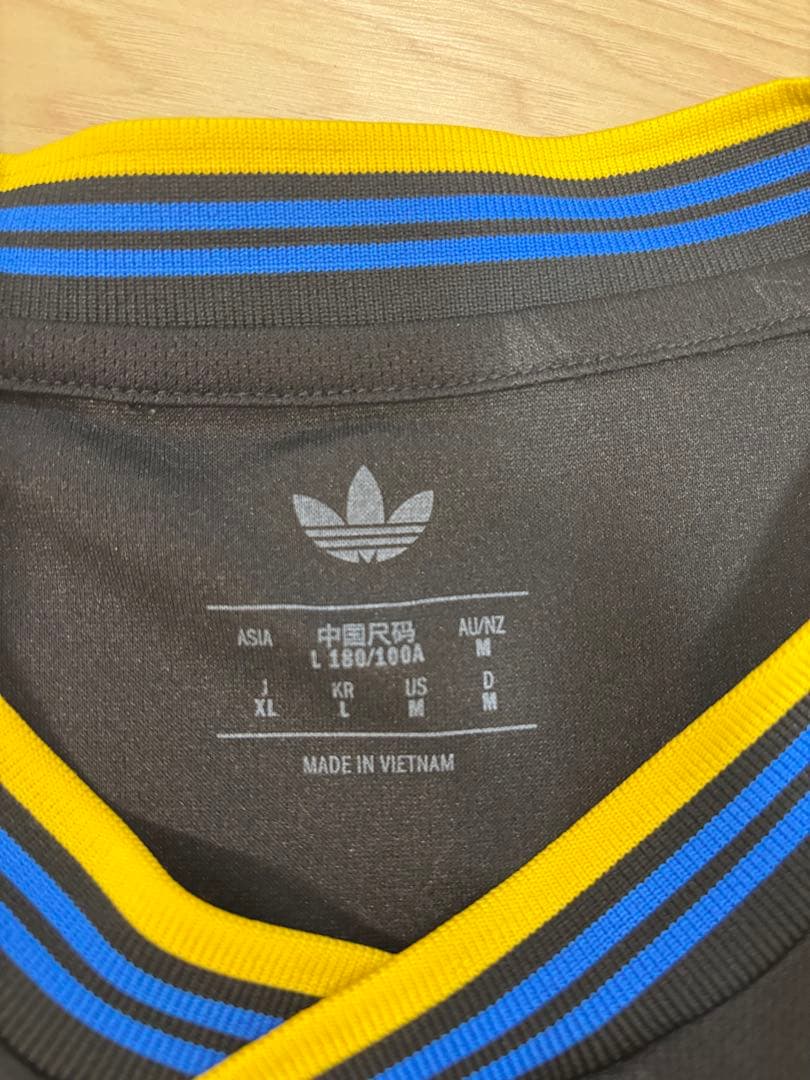 ASIA 中国尺码 AU/NZ
L 180/100A M
J KR US D
XL L M M
MADE IN VIETNAM